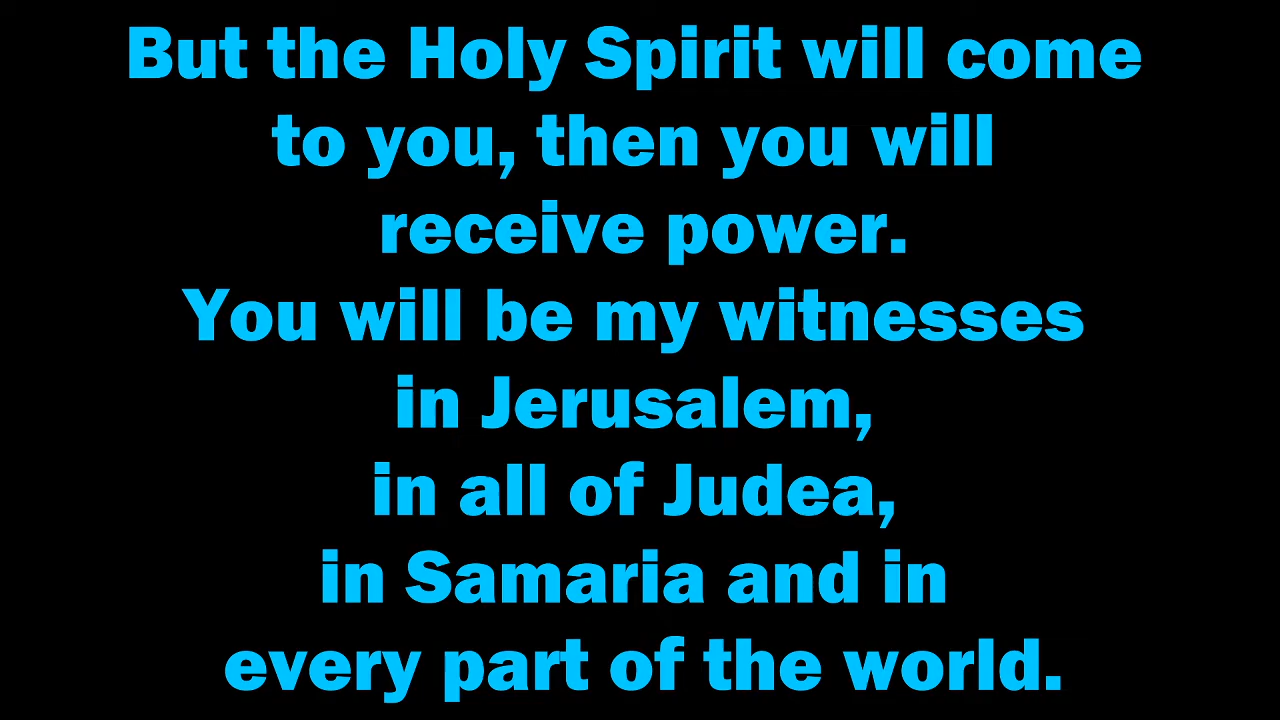 But the Holy Spirit will come
to you, then you will
receive power.
You will be my witnesses
in Jerusalem,
in all of Judea,
in Samaria and in
every part of the world.